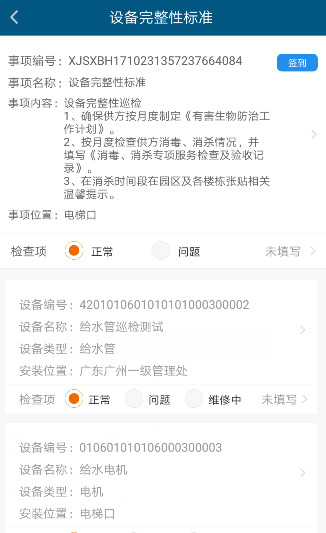 设备完整性标准
事项编号：XJSXBH1710231357237664084
签到
事项名称：设备完整性标准
事项内容：设备完整性巡检
1、确保供方按月度制定《有害生物防治工
作计划》。
2、按月度检查供方消毒、消杀情况，并
填写《消毒、消杀专项服务检查及验收记
录》。
3、在消杀时间段在园区及各楼栋张贴相关
温馨提示。
事项位置：电梯口
检查项 正常 问题 未填写
设备编号：4201010601010101000300002
设备名称：给水管巡检测试
设备类型：给水管
安装位置：广东广州一级管理处
检查项 正常 问题 维修中 未填写
设备编号：010601010106000300003
设备名称：给水电机
设备类型：电机
安装位置：电梯口